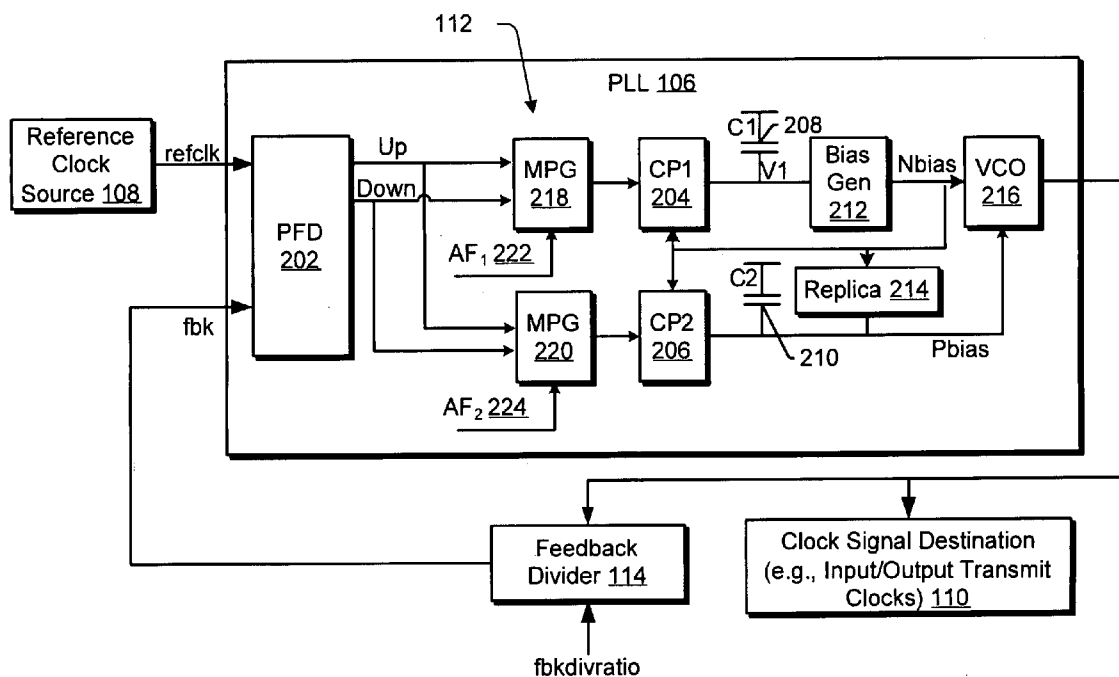 112
PLL 106
Reference
Clock
Source 108
refclk
PFD
202
Up
Down
MPG
218
AF1 222
CP1
204
C1
208
V1
Bias
Gen
212
Nbias
VCO
216
fbk
MPG
220
AF2 224
CP2
206
C2
210
Replica 214
Pbias
Feedback
Divider 114
fbkdivratio
Clock Signal Destination
(e.g., Input/Output Transmit
Clocks) 110